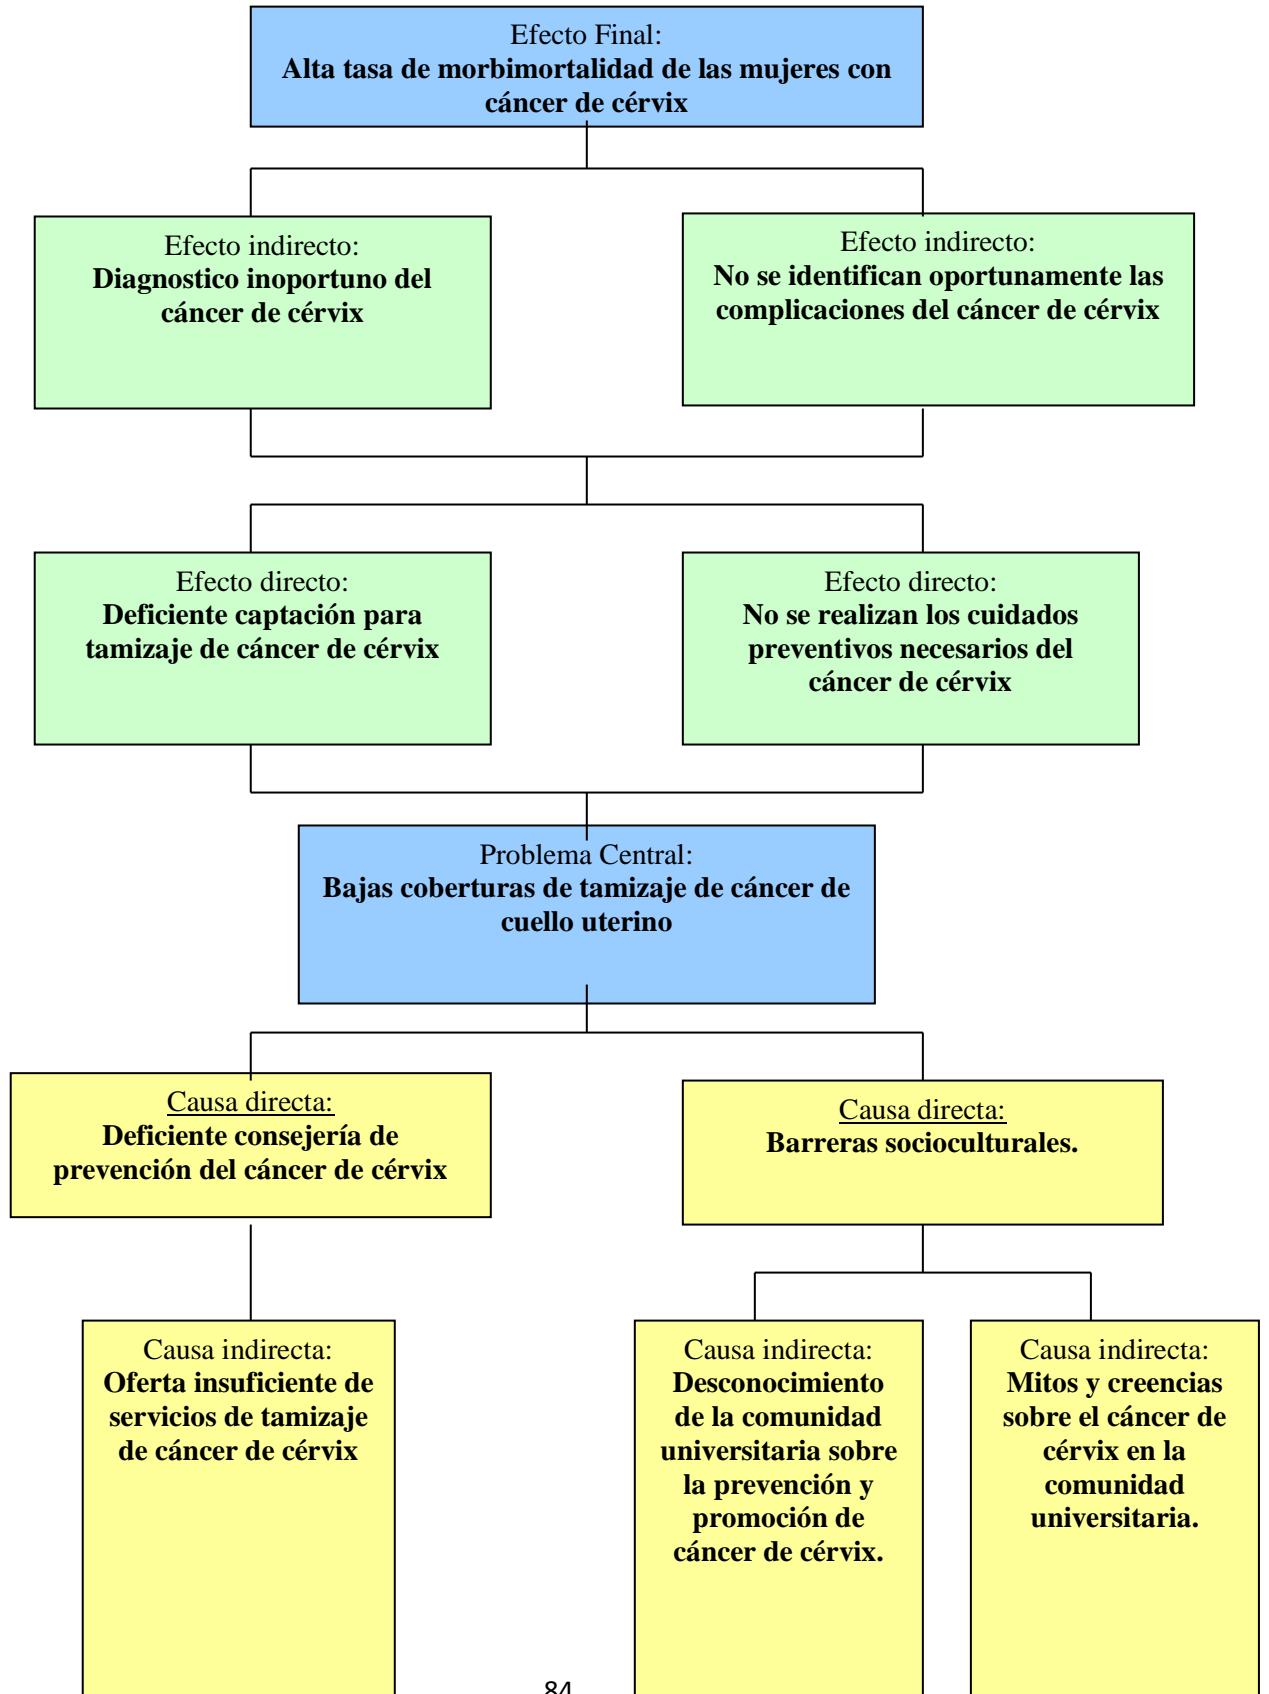 Efecto Final:
Alta tasa de morbimortalidad de las mujeres con
cáncer de cérvix
Efecto indirecto:
Diagnostico inoportuno del
cáncer de cérvix
Efecto indirecto:
No se identifican oportunamente las
complicaciones del cáncer de cérvix
Efecto directo:
Deficiente captación para
tamizaje de cáncer de cérvix
Efecto directo:
No se realizan los cuidados
preventivos necesarios del
cáncer de cérvix
Problema Central:
Bajas coberturas de tamizaje de cáncer de
cuello uterino
Causa directa:
Deficiente consejería de
prevención del cáncer de cérvix
Causa directa:
Barreras socioculturales.
Causa indirecta:
Oferta insuficiente de
servicios de tamizaje
de cáncer de cérvix
Causa indirecta:
Desconocimiento
de la comunidad
universitaria sobre
la prevención y
promoción de
cáncer de cérvix.
Causa indirecta:
Mitos y creencias
sobre el cáncer de
cérvix en la
comunidad
universitaria.
84